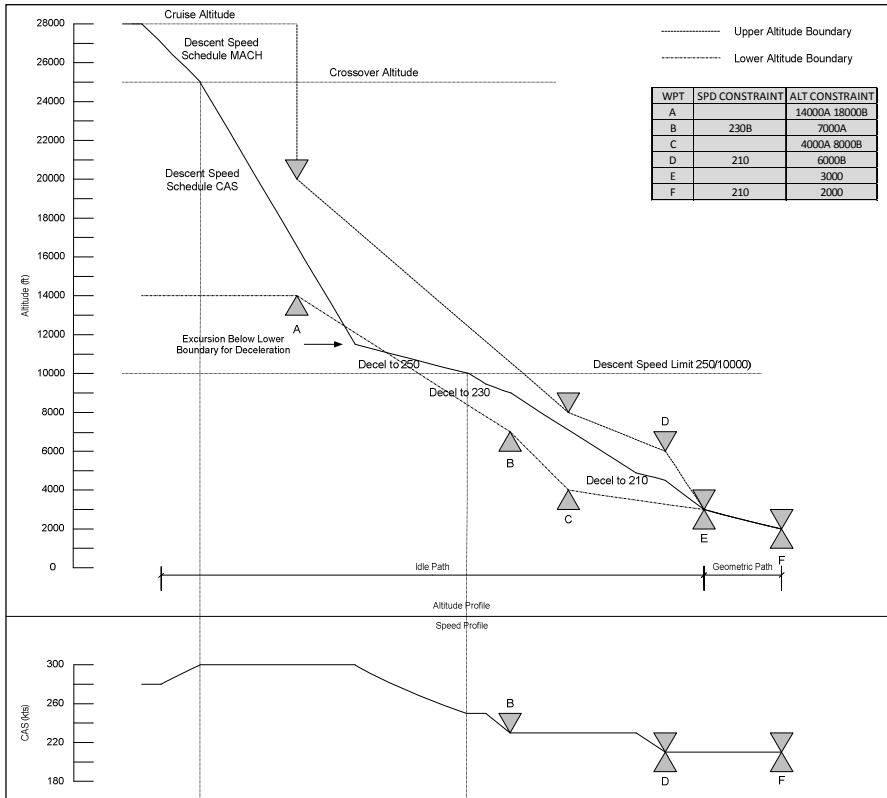 Cruise Altitude
28000
26000
24000
22000
20000
18000
16000
14000
12000
10000
8000
6000
4000
2000
0
Altitude (ft)
Descent Speed
Schedule MACH
Crossover Altitude
Upper Altitude Boundary
Lower Altitude Boundary
WPT SPD CONSTRAINT ALT CONSTRAINT
A 14000A 18000B
B 230B 7000A
C 4000A 8000B
D 210 6000B
E 3000
F 210 2000
Descent Speed
Schedule CAS
A
Excursion Below Lower
Boundary for Deceleration
Decel to 250
Descent Speed Limit 250/10000)
Decel to 230
D
B
Decel to 210
C
E
F
Idle Path
Geometric Path
Altitude Profile
Speed Profile
300
260
220
180
CAS (kts)
B
D
F